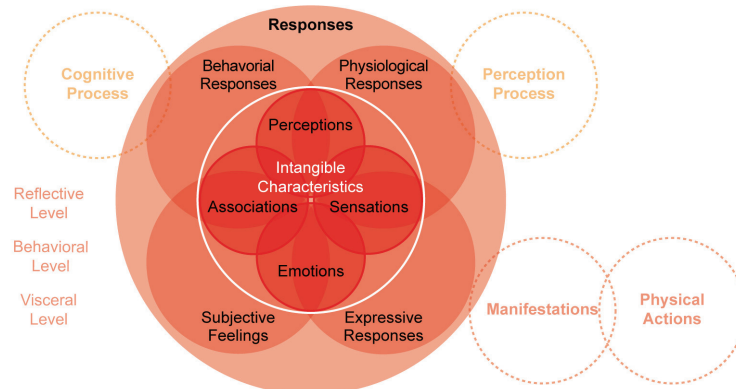 Responses
Cognitive
Process
Behavorial
Responses
Physiological
Responses
Perception
Process
Perceptions
Intangible
Characteristics
Reflective
Level
Associations
Sensations
Behavioral
Level
Emotions
Visceral
Level
Subjective
Feelings
Expressive
Responses
Manifestations
Physical
Actions